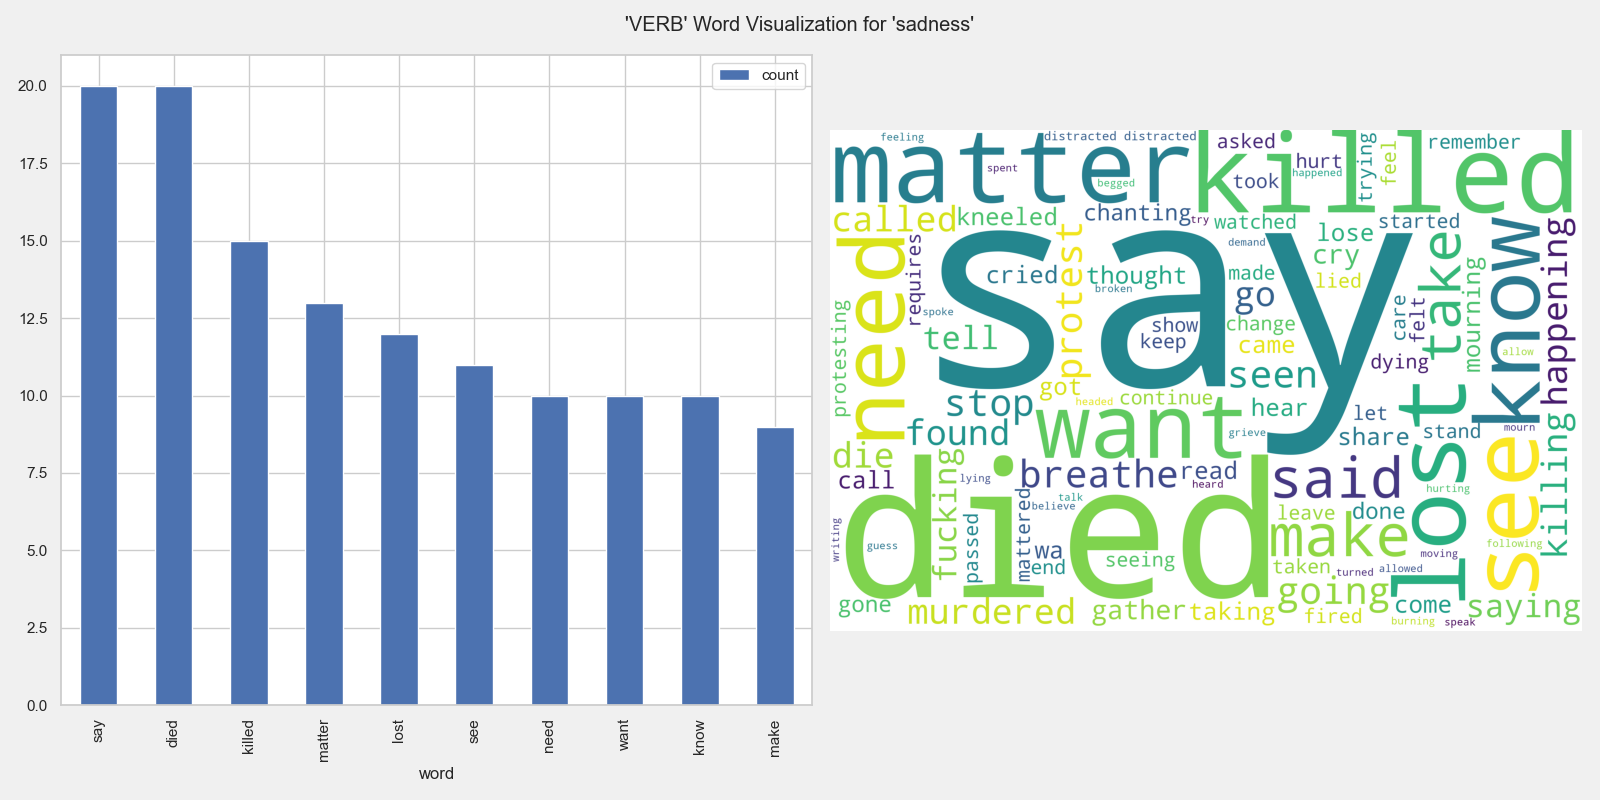 'VERB' Word Visualization for 'sadness'
count
20.0
17.5
15.0
12.5
10.0
7.5
5.0
2.5
0.0
say
died
killed
matter
lost
see
need
want
know
make
word
feeling
distracted distracted
asked
remember
matter
killed
spent
hurt
trying
feel
begged
took
happened
called
kneeled
chanting
try
watched
started
need
requires
say
protest
demand
lose
cry
take
know
happening
cried
thought
made
lied
broken
go
care
felt
mourning
spoke
protesting
tell
show
keep
change
came
dying
allow
seen
got
headed
continue
stop
hear
let
found
want
grieve
share
stand
mourn
lost
see
killing
die
call
fucking
lying
breathe
read
heard
said
hurting
died
mattered
talk
believe
leave
done
make
writing
guess
passed
wa
end
seeing
taken
turned
allowed
moving
following
gone
murdered
gather
taking
going
fired
come
burning
speak
saying